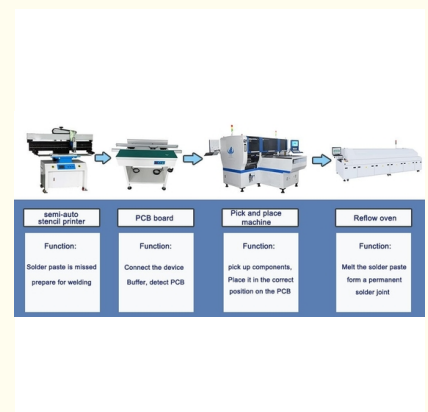 semi-auto
stencil printer
PCB board
Pick and place
machine
Reflow oven
Function:
Solder paste is missed
prepare for welding
Function:
Connect the device
Buffer, detect PCB
Function:
pick up components,
Place it in the correct
position on the PCB
Function:
Melt the solder paste
form a permanent
solder joint